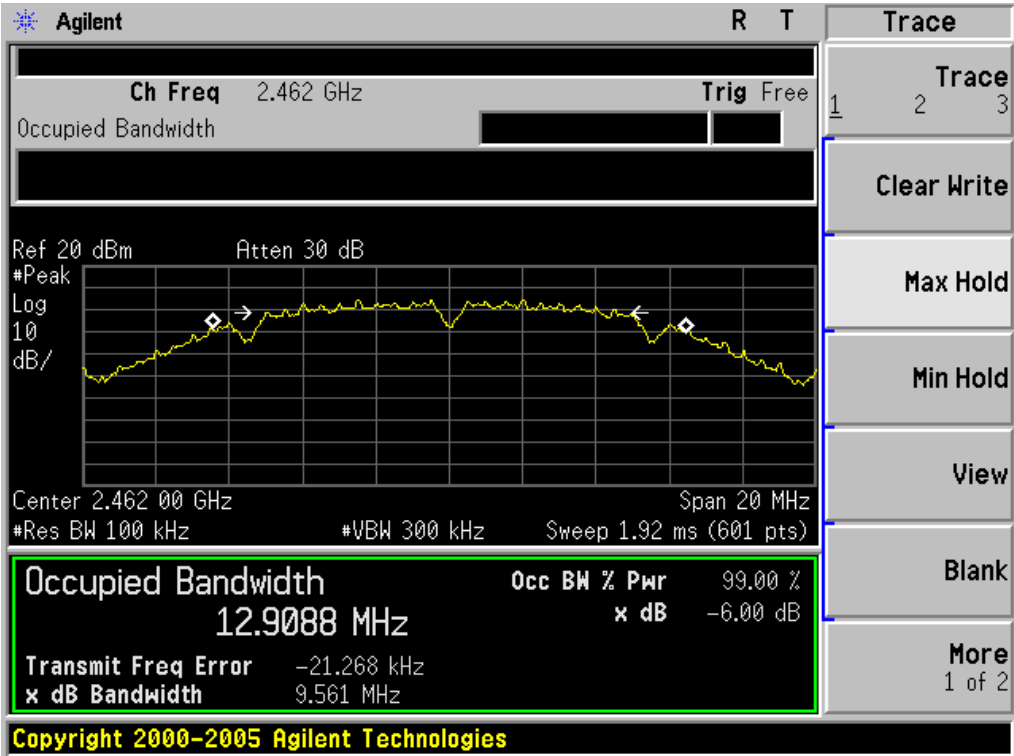 Agilent R T Trace
Ch Freq 2.462 GHz Trig Free
Occupied Bandwidth
Trace
1 2 3
Clear Write
Ref 20 dBm Atten 30 dB
#Peak
Log
10
dB/
Max Hold
Min Hold
View
Center 2.462 00 GHz Span 20 MHz
#Res BW 100 kHz #VBW 300 kHz Sweep 1.92 ms (601 pts)
Occupied Bandwidth Occ BW % Pwr 99.00 %
12.9088 MHz x dB -6.00 dB
Blank
Transmit Freq Error -21.268 kHz
x dB Bandwidth 9.561 MHz
More
1 of 2
Copyright 2000-2005 Agilent Technologies